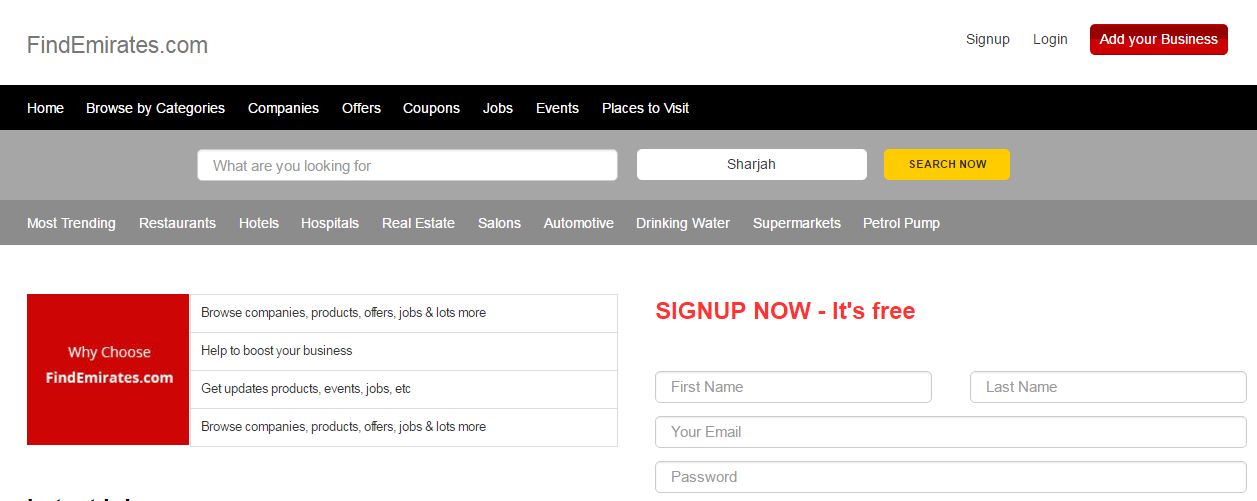 FindEmirates.com
Signup Login Add your Business
Home Browse by Categories Companies Offers Coupons Jobs Events Places to Visit
What are you looking for Sharjah SEARCH NOW
Most Trending Restaurants Hotels Hospitals Real Estate Salons Automotive Drinking Water Supermarkets Petrol Pump
Why Choose
FindEmirates.com
Browse companies, products, offers, jobs & lots more
Help to boost your business
Get updates products, events, jobs, etc
Browse companies, products, offers, jobs & lots more
SIGNUP NOW - It's free
First Name Last Name
Your Email
Password